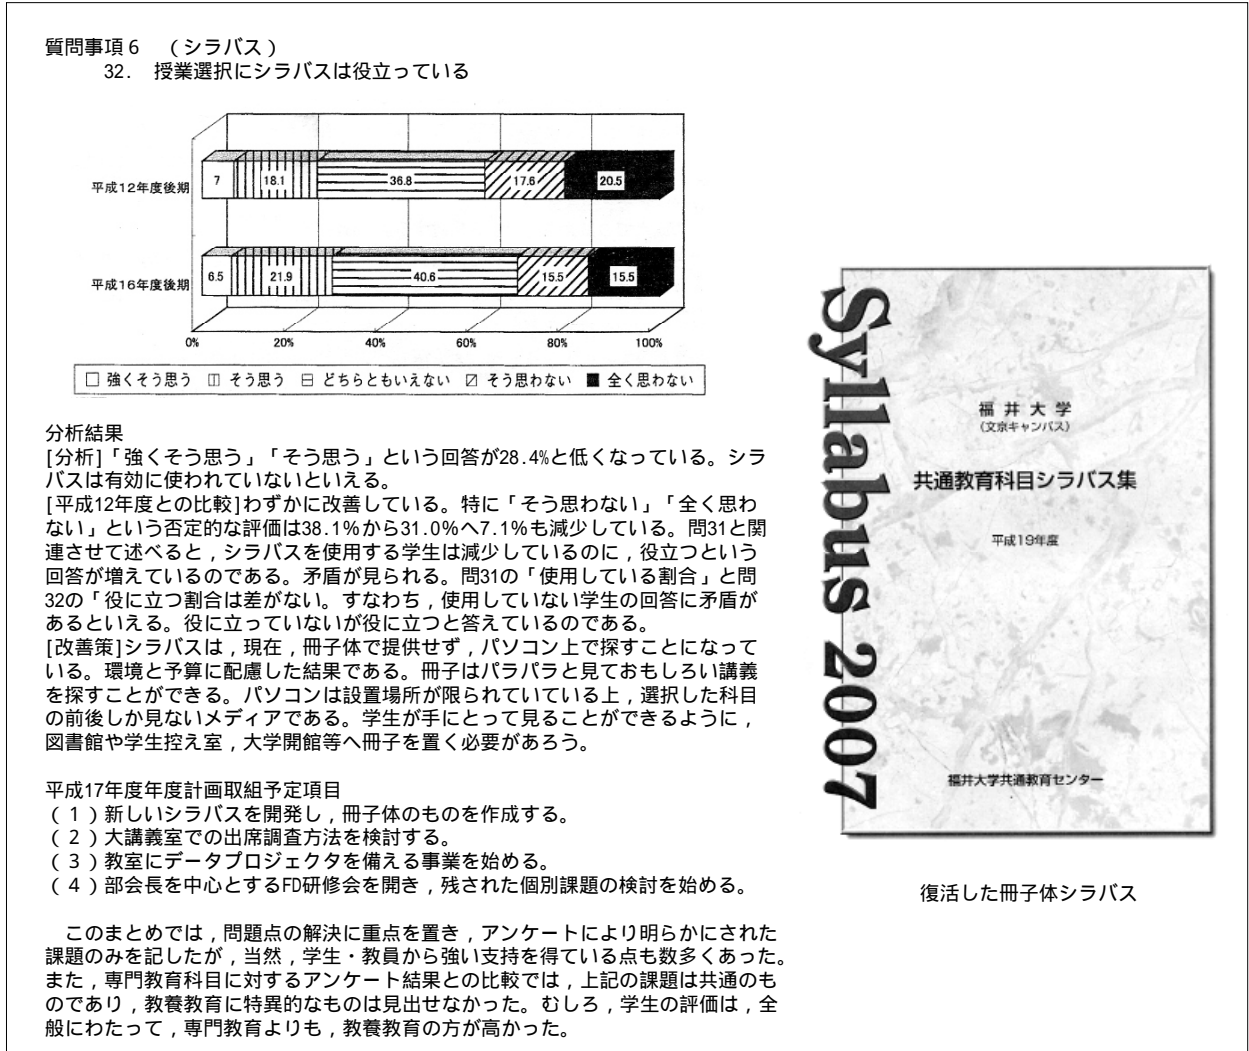 質問事項6　（シラバス）
32.　授業選択にシラバスは役立っている
平成12年度後期
7
18.1
36.8
17.6
20.5
平成16年度後期
6.5
21.9
40.6
15.5
15.5
0%
20%
40%
60%
80%
100%
強くそう思う
そう思う
どちらともいえない
そう思わない
全く思わない
分析結果
[分析]「強くそう思う」「そう思う」という回答が28.4%と低くなっている。シラ
バスは有効に使われていないといえる。
[平成12年度との比較]わずかに改善している。特に「そう思わない」「全く思わ
ない」という否定的な評価は38.1%から31.0%へ7.1%も減少している。問31と関
連させて述べると，シラバスを使用する学生は減少しているのに，役立つという
回答が増えているのである。矛盾が見られる。問31の「使用している割合」と問
32の「役に立つ割合は差がない。すなわち，使用していない学生の回答に矛盾が
あるといえる。役に立っていないが役に立つと答えているのである。
[改善策]シラバスは，現在，冊子体で提供せず，パソコン上で探すことになって
いる。環境と予算に配慮した結果である。冊子はパラパラと見ておもしろい講義
を探すことができる。パソコンは設置場所が限られていている上，選択した科目
の前後しか見ないメディアである。学生が手にとって見ることができるように，
図書館や学生控え室，大学開館等へ冊子を置く必要があろう。
平成17年度年度計画取組予定項目
（1）新しいシラバスを開発し，冊子体のものを作成する。
（2）大講義室での出席調査方法を検討する。
（3）教室にデータプロジェクタを備える事業を始める。
（4）部会長を中心とするFD研修会を開き，残された個別課題の検討を始める。
　このまとめでは，問題点の解決に重点を置き，アンケートにより明らかにされた
課題のみを記したが，当然，学生・教員から強い支持を得ている点も数多くあった。
また，専門教育科目に対するアンケート結果との比較では，上記の課題は共通のも
のであり，教養教育に特異的なものは見出せなかった。むしろ，学生の評価は，全
般にわたって，専門教育よりも，教養教育の方が高かった。
Syllabus 2007
福井大学
（文京キャンパス）
共通教育科目シラバス集
平成19年度
福井大学共通教育センター
復活した冊子体シラバス